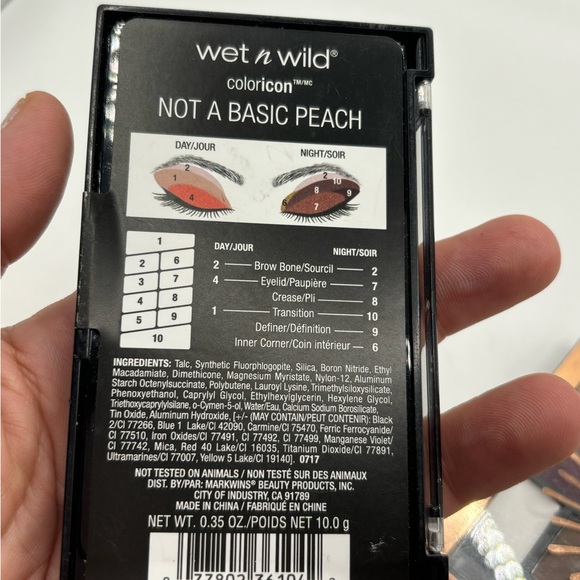 wet n wild®
coloricon™/MC
NOT A BASIC PEACH
DAY/JOUR NIGHT/SOIR
2
1
4
2
10
8
9
6
7
1
2 6
3 7
4 8
5 9
10
DAY/JOUR NIGHT/SOIR
2 — Brow Bone/Sourcil — 2
4 — Eyelid/Paupière — 7
Crease/Pli — 8
1 — Transition — 10
Definer/Définition — 9
Inner Corner/Coin intérieur — 6
INGREDIENTS: Talc, Synthetic Fluorphlogopite, Silica, Boron Nitride, Ethyl
Macadamiate, Dimethicone, Magnesium Myristate, Nylon-12, Aluminum
Starch Octenylsuccinate, Polybutene, Lauroyl Lysine, Trimethylsiloxysilicate,
Phenoxyethanol, Caprylyl Glycol, Ethylhexylglycerin, Hexylene Glycol,
Triethoxycaprylylsilane, o-Cymen-5-ol, Water/Eau, Calcium Sodium Borosilicate,
Tin Oxide, Aluminum Hydroxide, [+/- (MAY CONTAIN/PEUT CONTENIR): Black
2/CI 77266, Blue 1 Lake/CI 42090, Carmine/CI 75470, Ferric Ferrocyanide/
CI 77510, Iron Oxides/CI 77491, CI 77492, CI 77499, Manganese Violet/
CI 77742, Mica, Red 40 Lake/CI 16035, Titanium Dioxide/CI 77891,
Ultramarines/CI 77007, Yellow 5 Lake/CI 19140]. 0717
NOT TESTED ON ANIMALS / NON TESTÉ SUR DES ANIMAUX
DIST. BY/PAR: MARKWINS® BEAUTY PRODUCTS, INC.
CITY OF INDUSTRY, CA 91789
MADE IN CHINA / FABRIQUÉ EN CHINE
NET WT. 0.35 OZ./POIDS NET 10.0 g